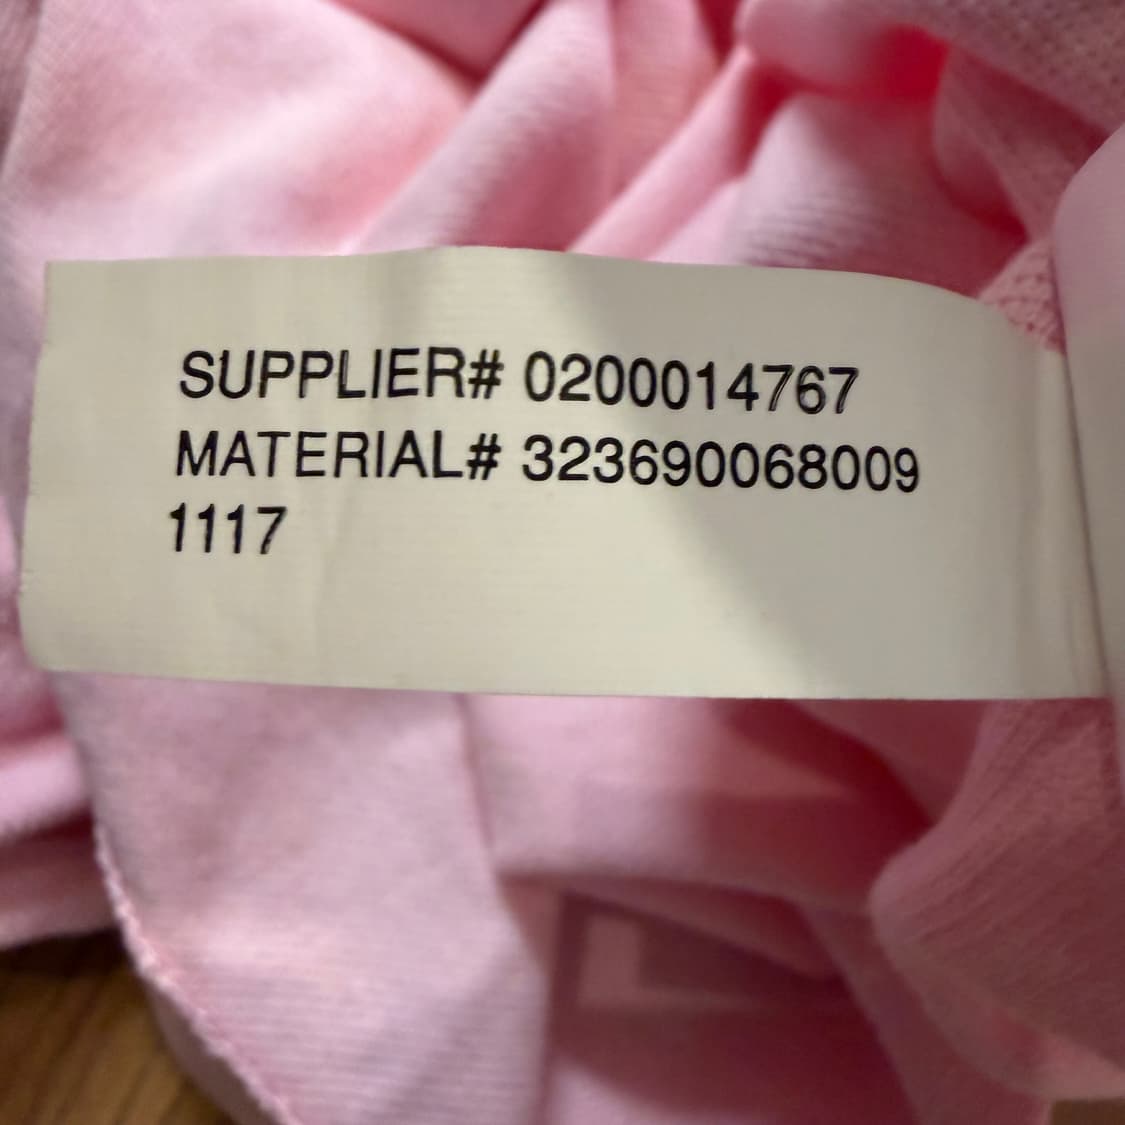 SUPPLIER# 0200014767
MATERIAL# 323690068009
1117